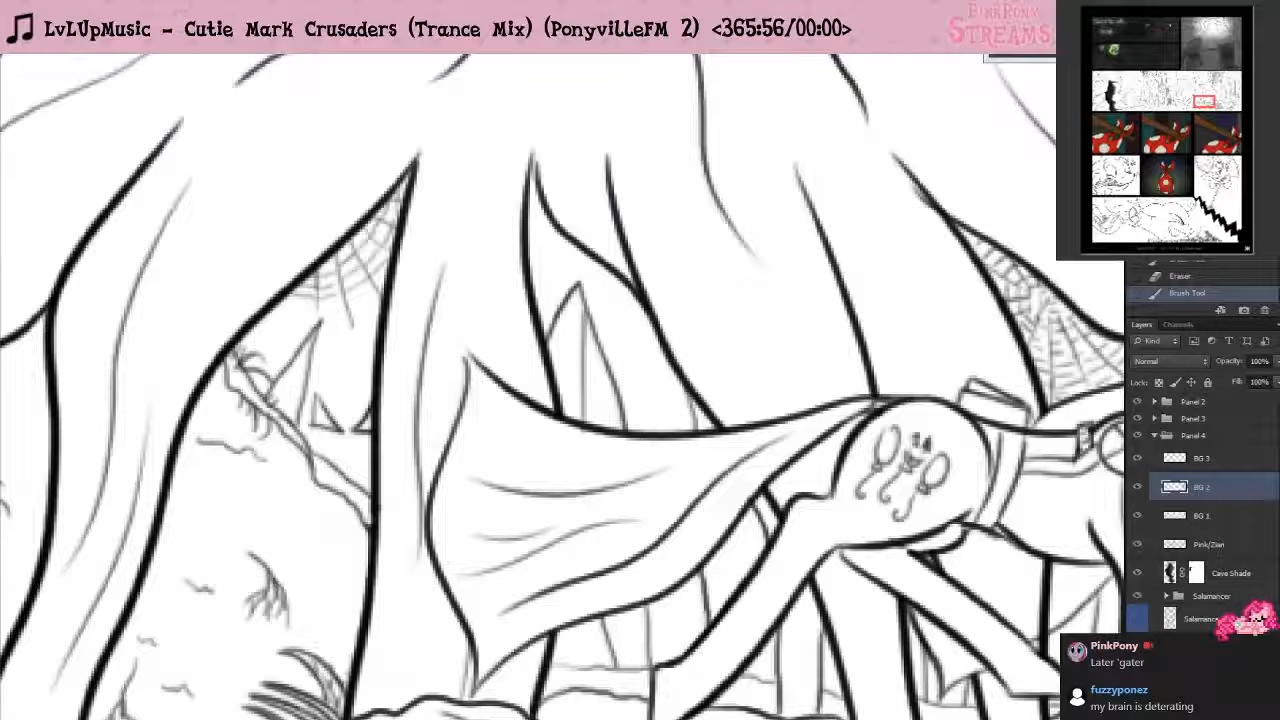 LvLUpMusic - Cutie Mark Crusaders (Trance Mix) (PonyvilleFM 2) <365:56/00:00>
PinkPony
Streams
Eraser
Brush Tool
Layers Channels
Kind
Normal Opacity: 100%
Lock: Fill: 100%
Panel 2
Panel 3
Panel 4
BG 3
BG 2
BG 1
Pink/Zian
Cave Shade
Salamancer
PinkPony
Later 'gater
fuzzyponez
my brain is deterating